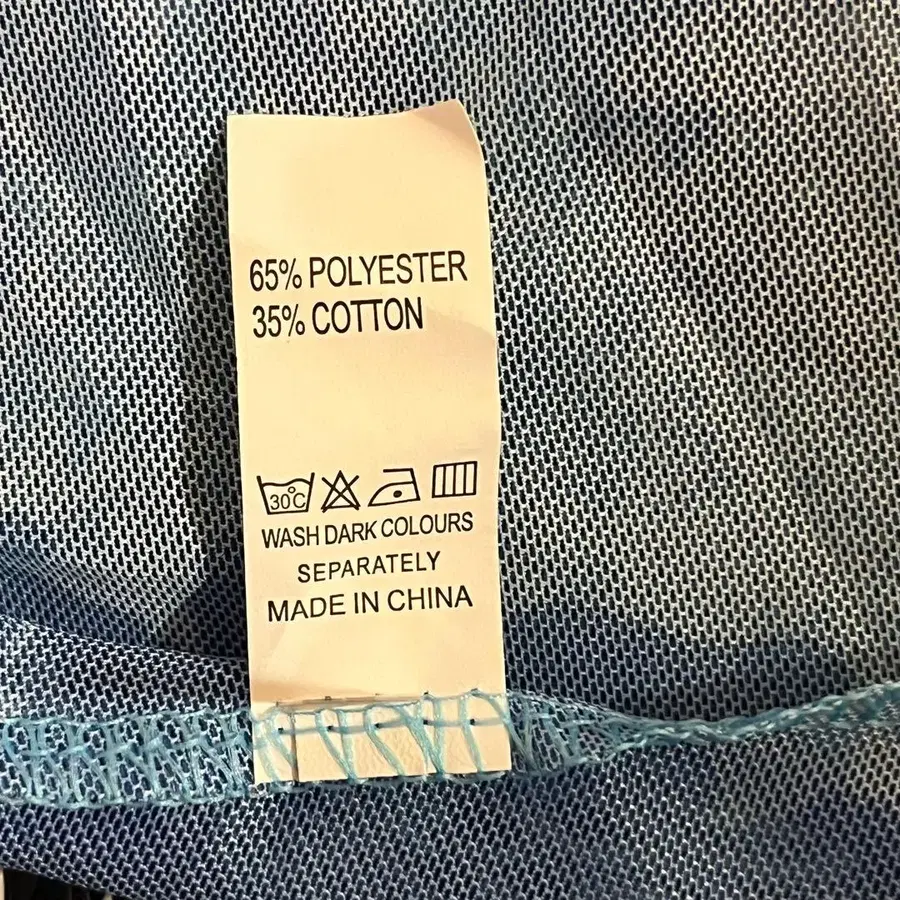 65% POLYESTER
35% COTTON
30°C
WASH DARK COLOURS
SEPARATELY
MADE IN CHINA